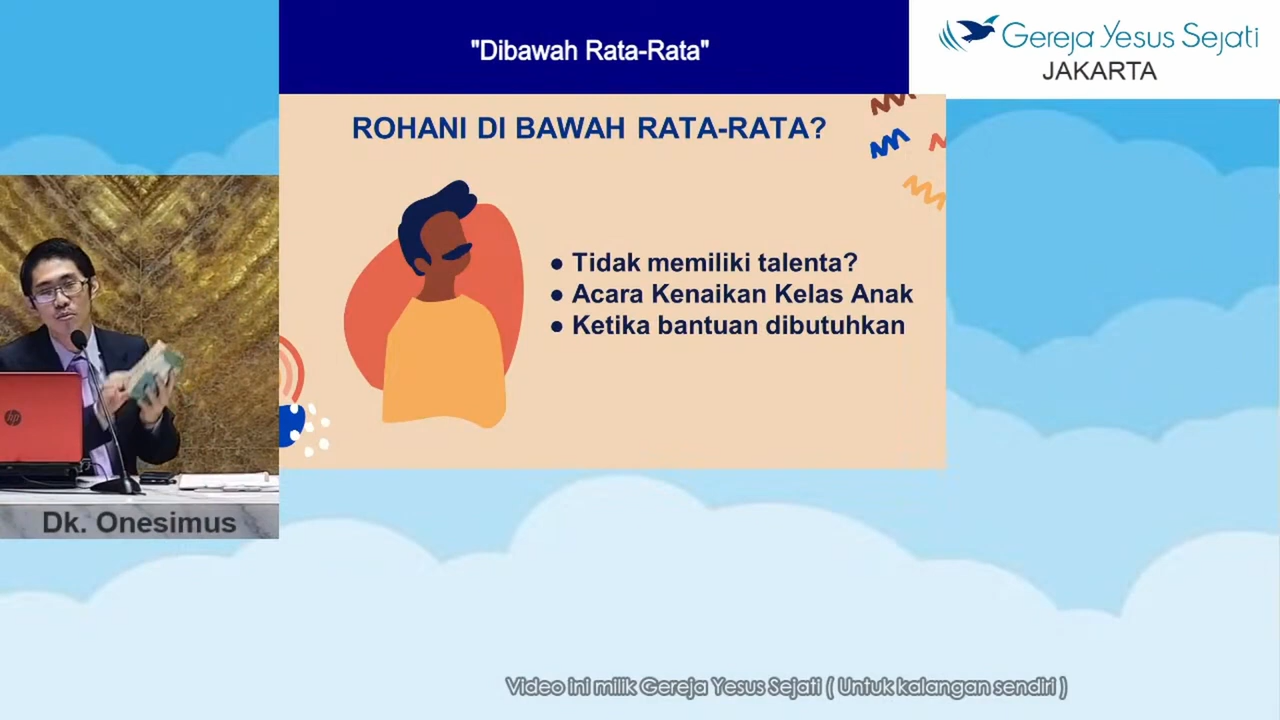 "Dibawah Rata-Rata"
Gereja Yesus Sejati
JAKARTA
ROHANI DI BAWAH RATA-RATA?
● Tidak memiliki talenta?
● Acara Kenaikan Kelas Anak
● Ketika bantuan dibutuhkan
hp
Dk. Onesimus
Video ini milik Gereja Yesus Sejati ( Untuk kalangan sendiri )